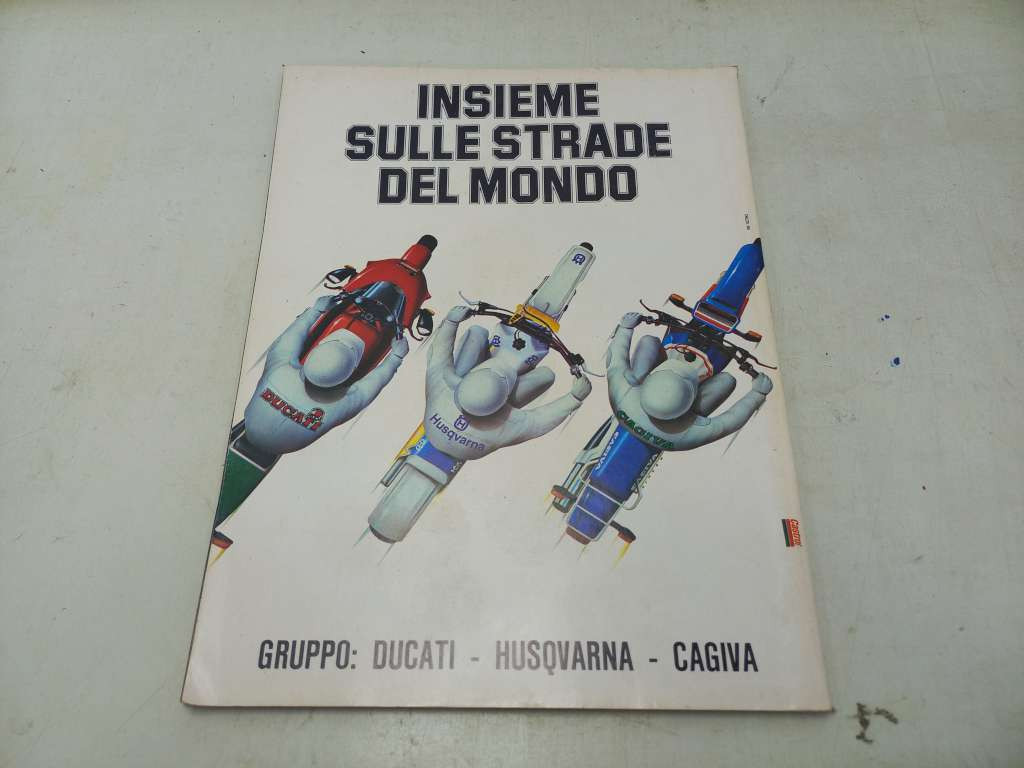 INSIEME
SULLE STRADE
DEL MONDO
DUCATI
Husqvarna
CAGIVA
GRUPPO: DUCATI - HUSQVARNA - CAGIVA